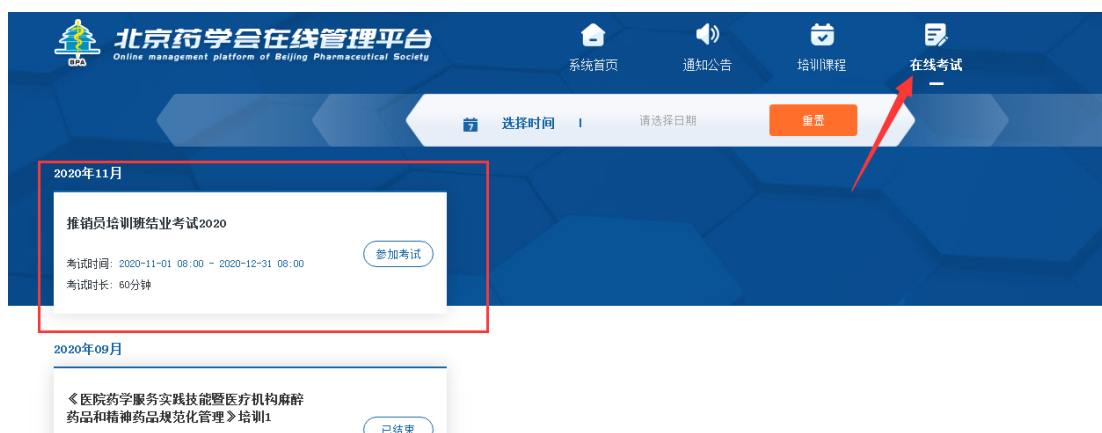 北京药学会在线管理平台
Online management platform of Beijing Pharmaceutical Society
BPA
系统首页
通知公告
培训课程
在线考试
7
选择时间
请选择日期
重置
2020年11月
推销员培训班结业考试2020
参加考试
考试时间: 2020-11-01 08:00 - 2020-12-31 08:00
考试时长: 60分钟
2020年09月
《医院药学服务实践技能暨医疗机构麻醉
药品和精神药品规范化管理》培训1
已结束